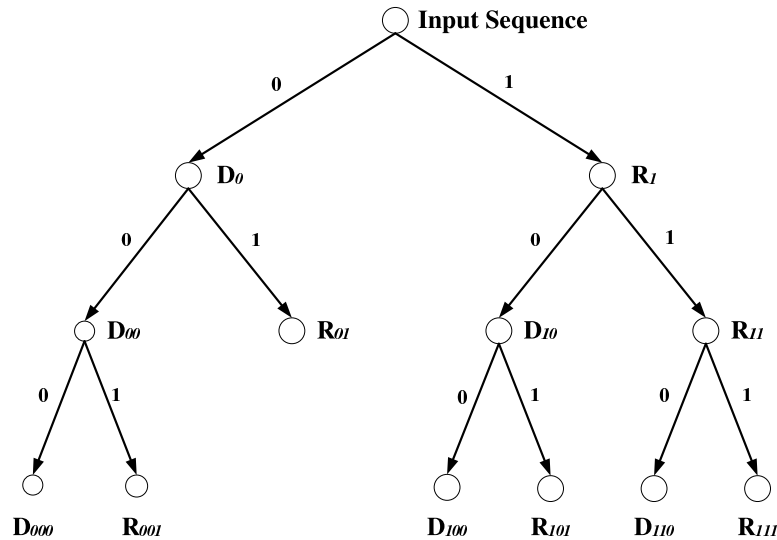 Input Sequence
0 1
D0 R1
0 1 0 1
D00 R01 D10 R11
0 1 0 1 0 1
D000 R001 D100 R101 D110 R111